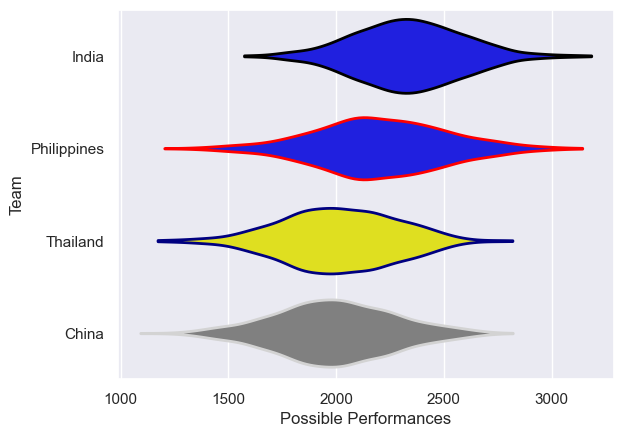 India
Philippines
Thailand
China
Team
1000 1500 2000 2500 3000
Possible Performances